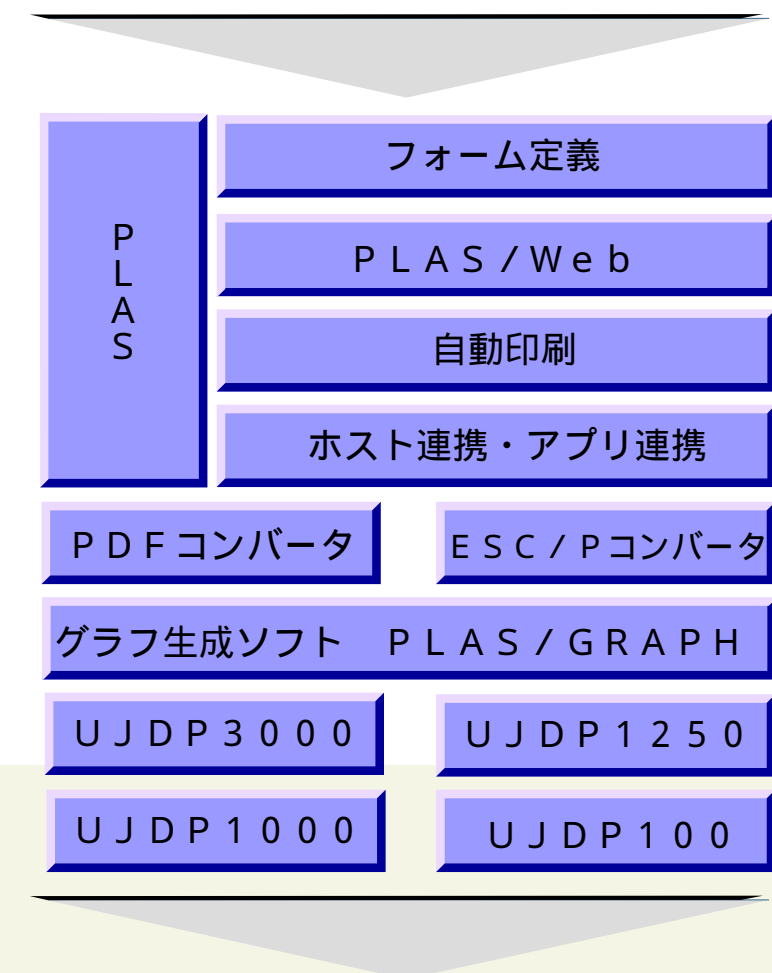 PLAS
フォーム定義
ＰＬＡＳ/Ｗｅｂ
自動印刷
ホスト連携・アプリ連携
ＰＤＦコンバータ
ＥＳＣ/Ｐコンバータ
グラフ生成ソフト　ＰＬＡＳ/ＧＲＡＰＨ
ＵＪＤＰ３０００
ＵＪＤＰ１２５０
ＵＪＤＰ１０００
ＵＪＤＰ１００